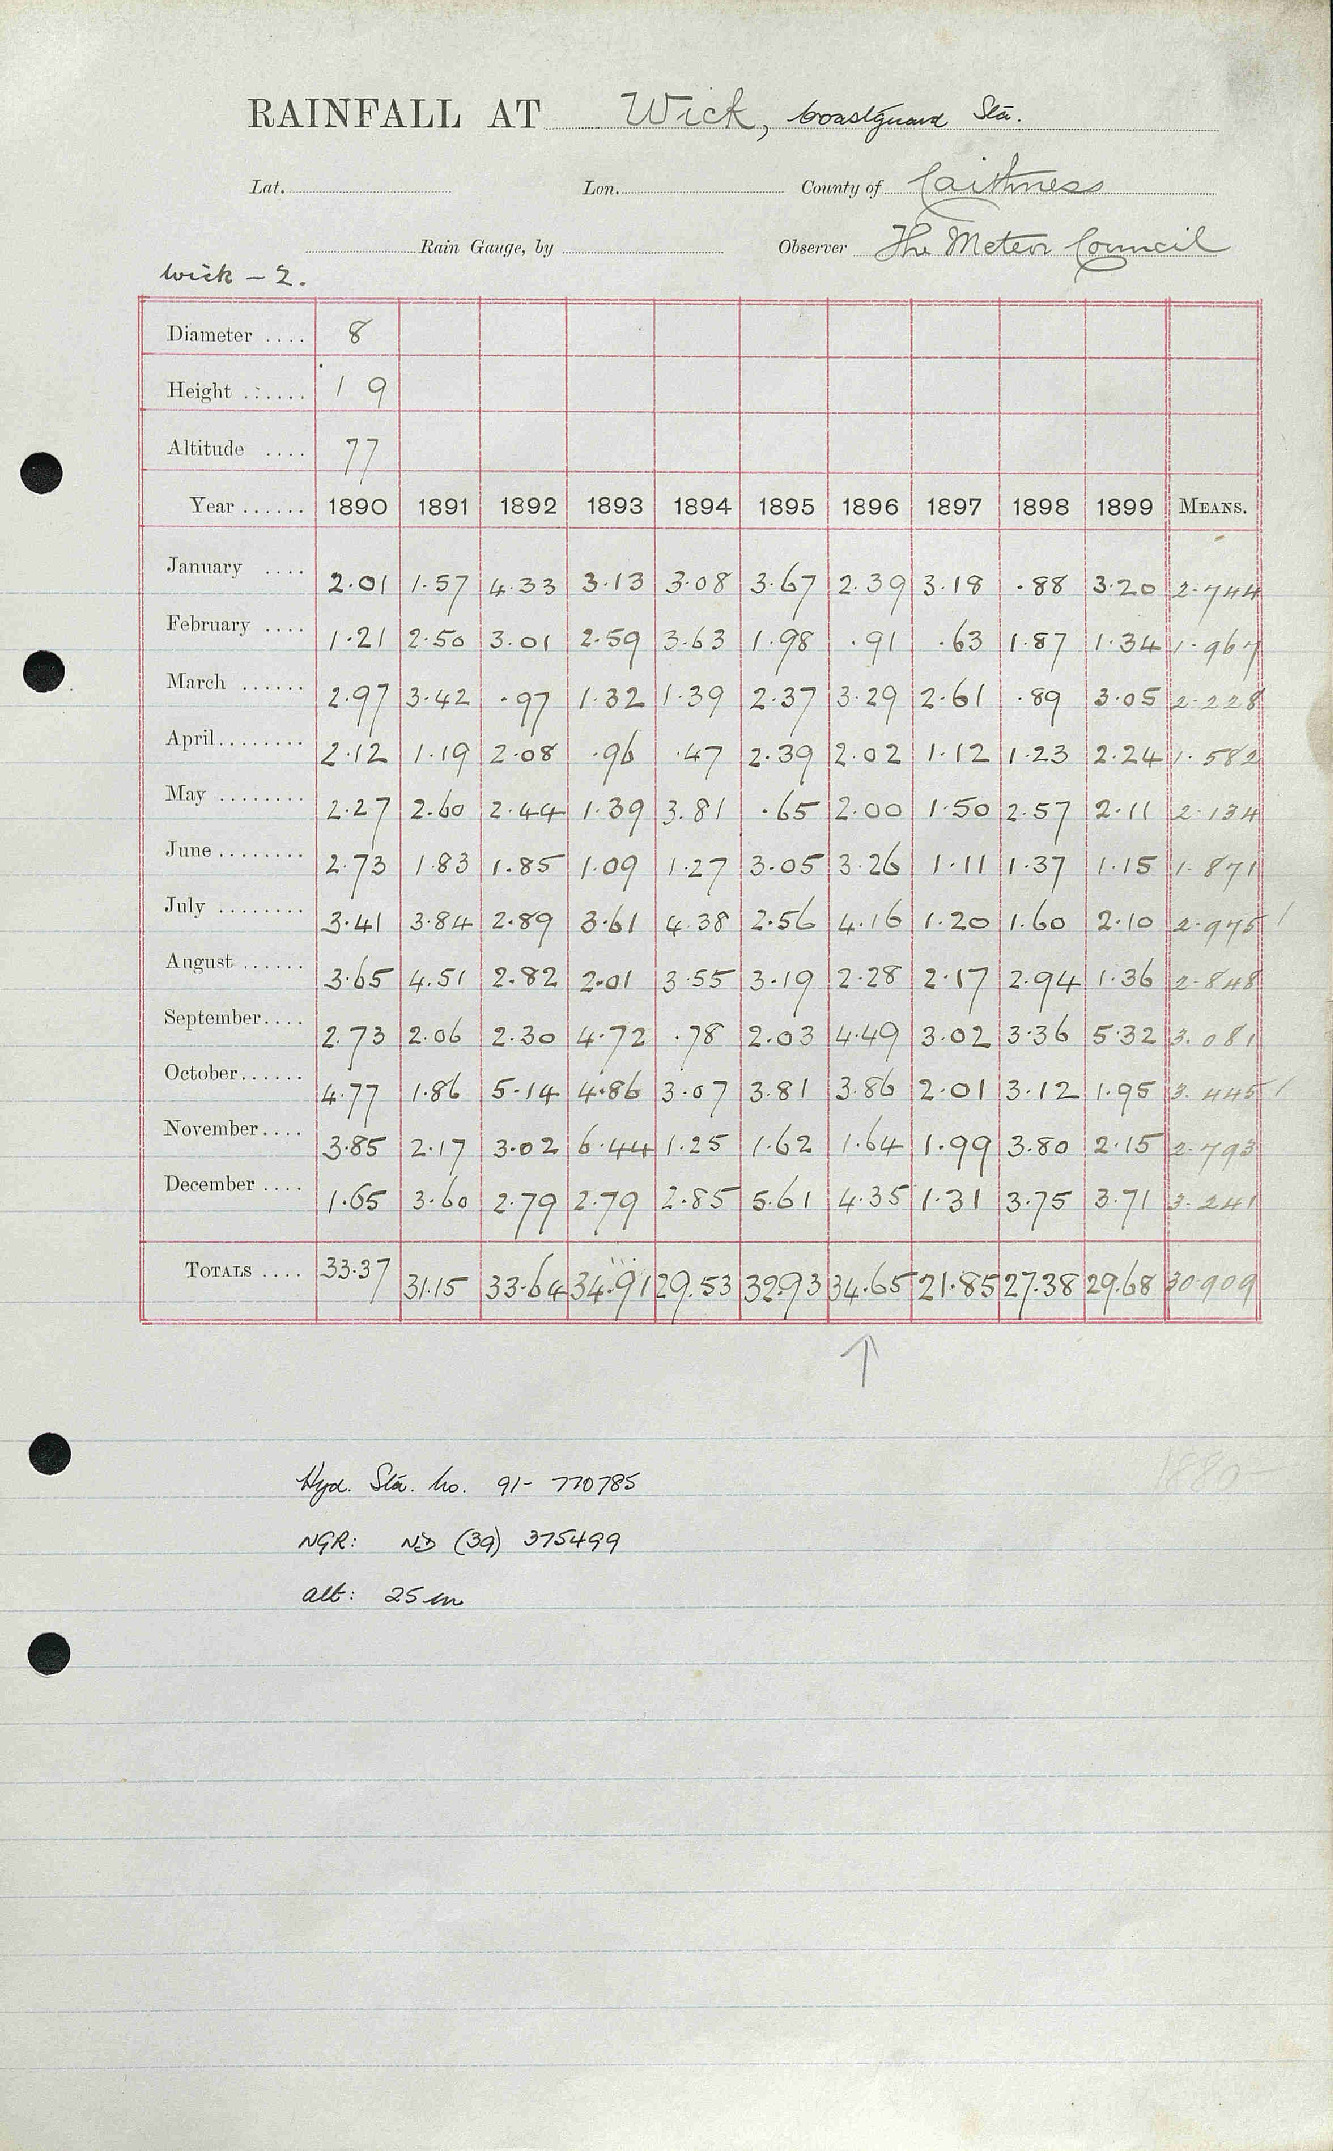 RAINFALL AT Wick, Coastguard Sta.
Lat. Lon. County of Caithness
Rain Gauge, by Observer The Meteor Council
Wick - 2.
Diameter .... 8
Height ...... 1 9
Altitude .... 77
Year ...... 1890 1891 1892 1893 1894 1895 1896 1897 1898 1899 MEANS.
January .... 2.01 1.57 4.33 3.13 3.08 3.67 2.39 3.18 .88 3.20 2.744
February .... 1.21 2.50 3.01 2.59 3.63 1.98 .91 .63 1.87 1.34 1.967
March ...... 2.97 3.42 .97 1.32 1.39 2.37 3.29 2.61 .89 3.05 2.228
April........ 2.12 1.19 2.08 .96 .47 2.39 2.02 1.12 1.23 2.24 1.582
May ........ 2.27 2.60 2.44 1.39 3.81 .65 2.00 1.50 2.57 2.11 2.134
June........ 2.73 1.83 1.85 1.09 1.27 3.05 3.26 1.11 1.37 1.15 1.871
July ........ 3.41 3.84 2.89 3.61 4.38 2.56 4.16 1.20 1.60 2.10 2.975
August ...... 3.65 4.51 2.82 2.01 3.55 3.19 2.28 2.17 2.94 1.36 2.848
September.... 2.73 2.06 2.30 4.72 .78 2.03 4.49 3.02 3.36 5.32 3.081
October...... 4.77 1.86 5.14 4.86 3.07 3.81 3.86 2.01 3.12 1.95 3.445
November.... 3.85 2.17 3.02 6.44 1.25 1.62 1.64 1.99 3.80 2.15 2.793
December .... 1.65 3.60 2.79 2.79 2.85 5.61 4.35 1.31 3.75 3.71 3.241
TOTALS .... 33.37 31.15 33.64 34.91 29.53 32.93 34.65 21.85 27.38 29.68 30.909
↑
1880-
Hyd. Sta. No. 91- 770785
NGR: ND (39) 375499
alt: 25 m